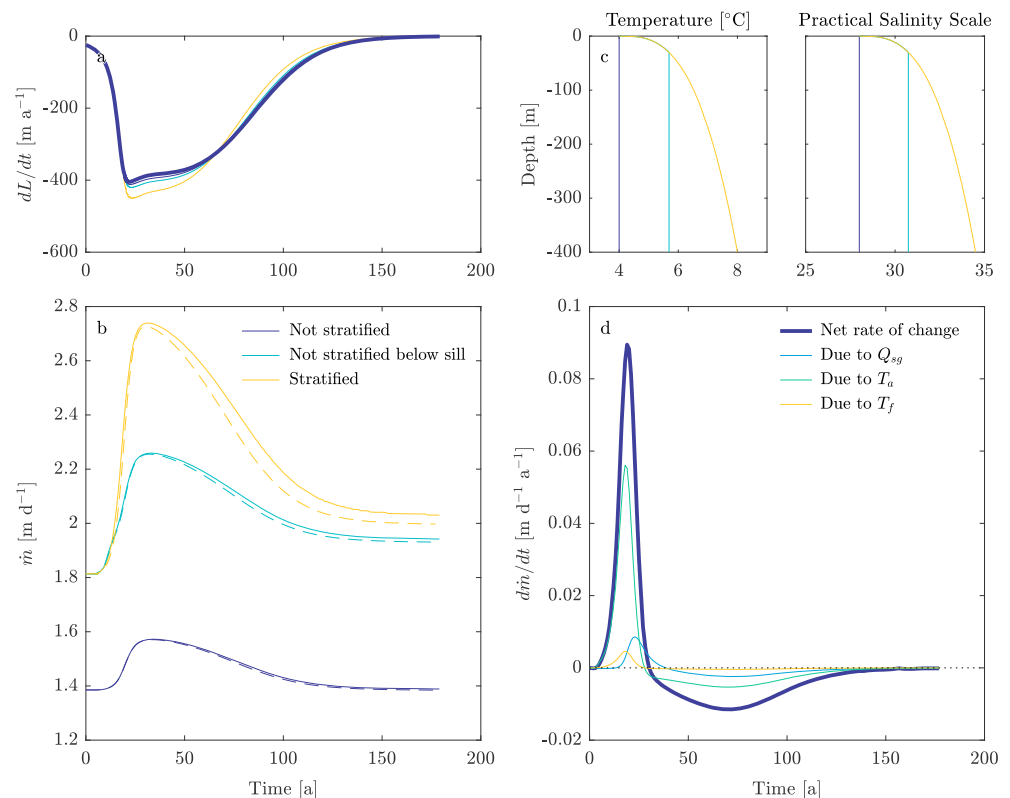 a
0
-200
-400
-600
dL/dt [m a⁻¹]
0
50
100
150
200
Temperature [°C]
c
0
-100
-200
-300
-400
Depth [m]
4
6
8
Practical Salinity Scale
25
30
35
b
2.8
2.6
2.4
2.2
2
1.8
1.6
1.4
1.2
ṁ [m d⁻¹]
Not stratified
Not stratified below sill
Stratified
0
50
100
150
200
Time [a]
d
0.1
0.08
0.06
0.04
0.02
0
-0.02
dṁ/dt [m d⁻¹ a⁻¹]
Net rate of change
Due to Q_sg
Due to T_a
Due to T_f
0
50
100
150
200
Time [a]